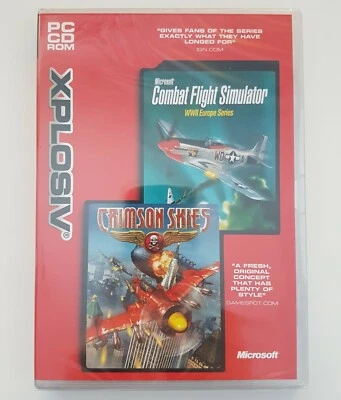 PC
CD
ROM
"GIVES FANS OF THE SERIES
EXACTLY WHAT THEY HAVE
LONGED FOR"
IGN.COM
XPLOSIV®
Microsoft
Combat Flight Simulator
WWII Europe Series
WD
CRIMSON SKIES
"A FRESH,
ORIGINAL
CONCEPT
THAT HAS
PLENTY OF
STYLE"
GAMESPOT.COM
Microsoft